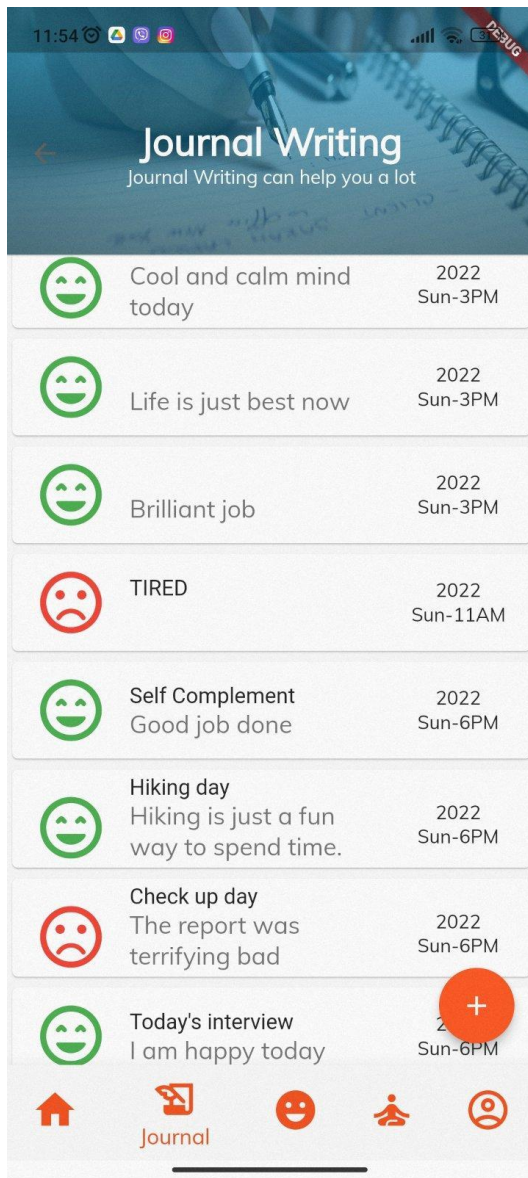 11:54
DEBUG
Journal Writing
Journal Writing can help you a lot
Cool and calm mind
today
2022
Sun-3PM
Life is just best now
2022
Sun-3PM
Brilliant job
2022
Sun-3PM
TIRED
2022
Sun-11AM
Self Complement
Good job done
2022
Sun-6PM
Hiking day
Hiking is just a fun
way to spend time.
2022
Sun-6PM
Check up day
The report was
terrifying bad
2022
Sun-6PM
Today's interview
I am happy today
Sun-6PM
+
Journal